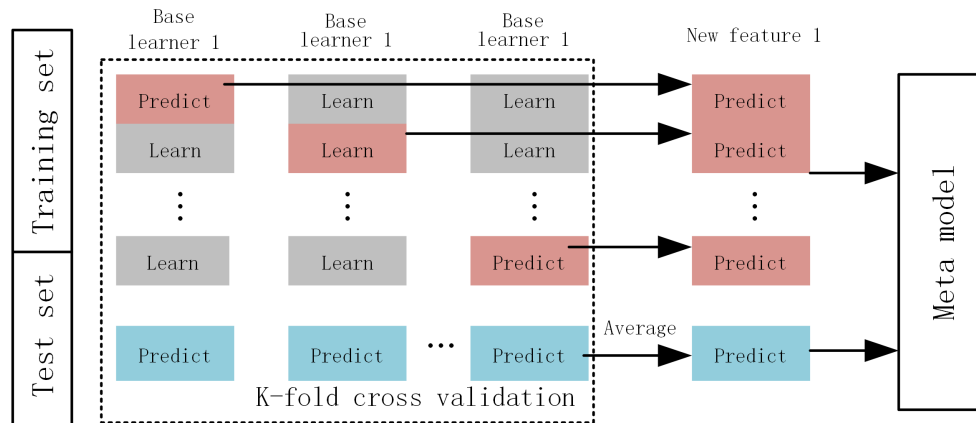 Training set
Test set
Base
learner 1
Base
learner 1
Base
learner 1
New feature 1
Predict
Learn
Learn
Predict
Learn
Learn
Learn
Predict
⋮
⋮
⋮
⋮
Learn
Learn
Predict
Predict
Predict
Predict
...
Predict
Average
Predict
K-fold cross validation
Meta model